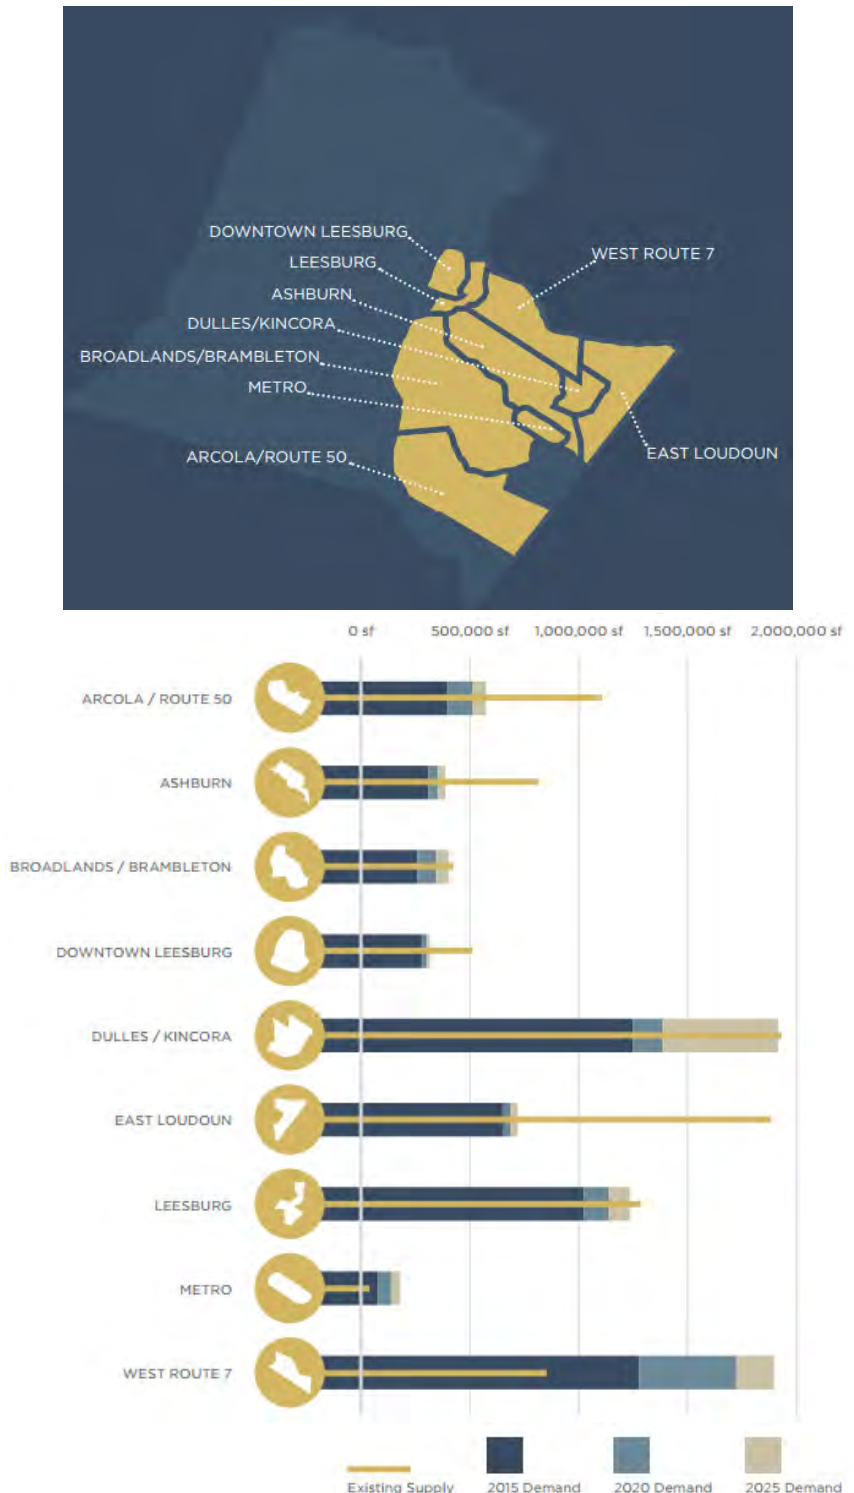 DOWNTOWN LEESBURG
WEST ROUTE 7
LEESBURG
ASHBURN
DULLES/KINCORA
BROADLANDS/BRAMBLETON
METRO
ARCOLA/ROUTE 50
EAST LOUDOUN
0 sf 500,000 sf 1,000,000 sf 1,500,000 sf 2,000,000 sf
ARCOLA / ROUTE 50
ASHBURN
BROADLANDS / BRAMBLETON
DOWNTOWN LEESBURG
DULLES / KINCORA
EAST LOUDOUN
LEESBURG
METRO
WEST ROUTE 7
Existing Supply 2015 Demand 2020 Demand 2025 Demand